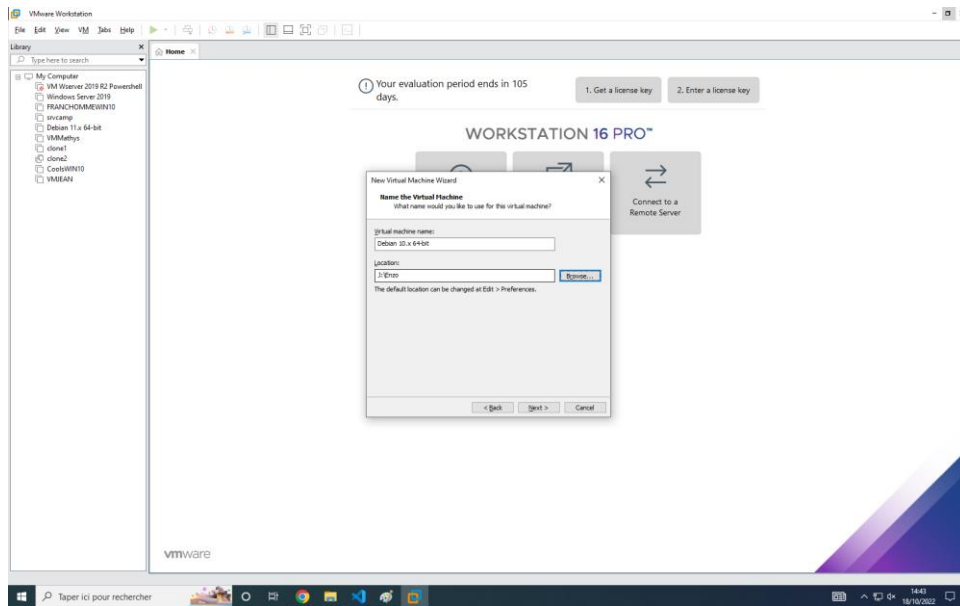 VMware Workstation
File Edit View VM Tabs Help
Library
Home
Type here to search
My Computer
VM Wserver 2019 R2 Powershell
Windows Server 2019
FRANCHOMMEWIN10
srvcamp
Debian 11.x 64-bit
VMMathys
clone1
clone2
CoolsWIN10
VMJEAN
Your evaluation period ends in 105
days.
1. Get a license key
2. Enter a license key
WORKSTATION 16 PRO™
Connect to a
Remote Server
New Virtual Machine Wizard
Name the Virtual Machine
What name would you like to use for this virtual machine?
Virtual machine name:
Debian 10.x 64-bit
Location:
J:\Enzo
Browse...
The default location can be changed at Edit > Preferences.
< Back Next > Cancel
vmware
Taper ici pour rechercher
14:43
18/10/2022